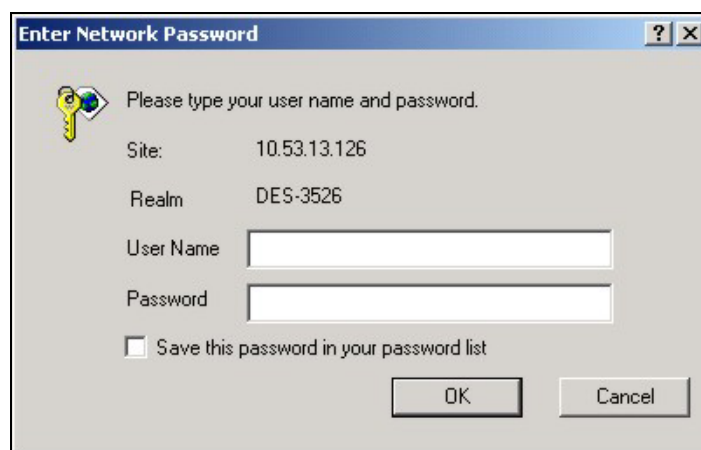 Enter Network Password
Please type your user name and password.
Site: 10.53.13.126
Realm DES-3526
User Name
Password
Save this password in your password list
OK Cancel